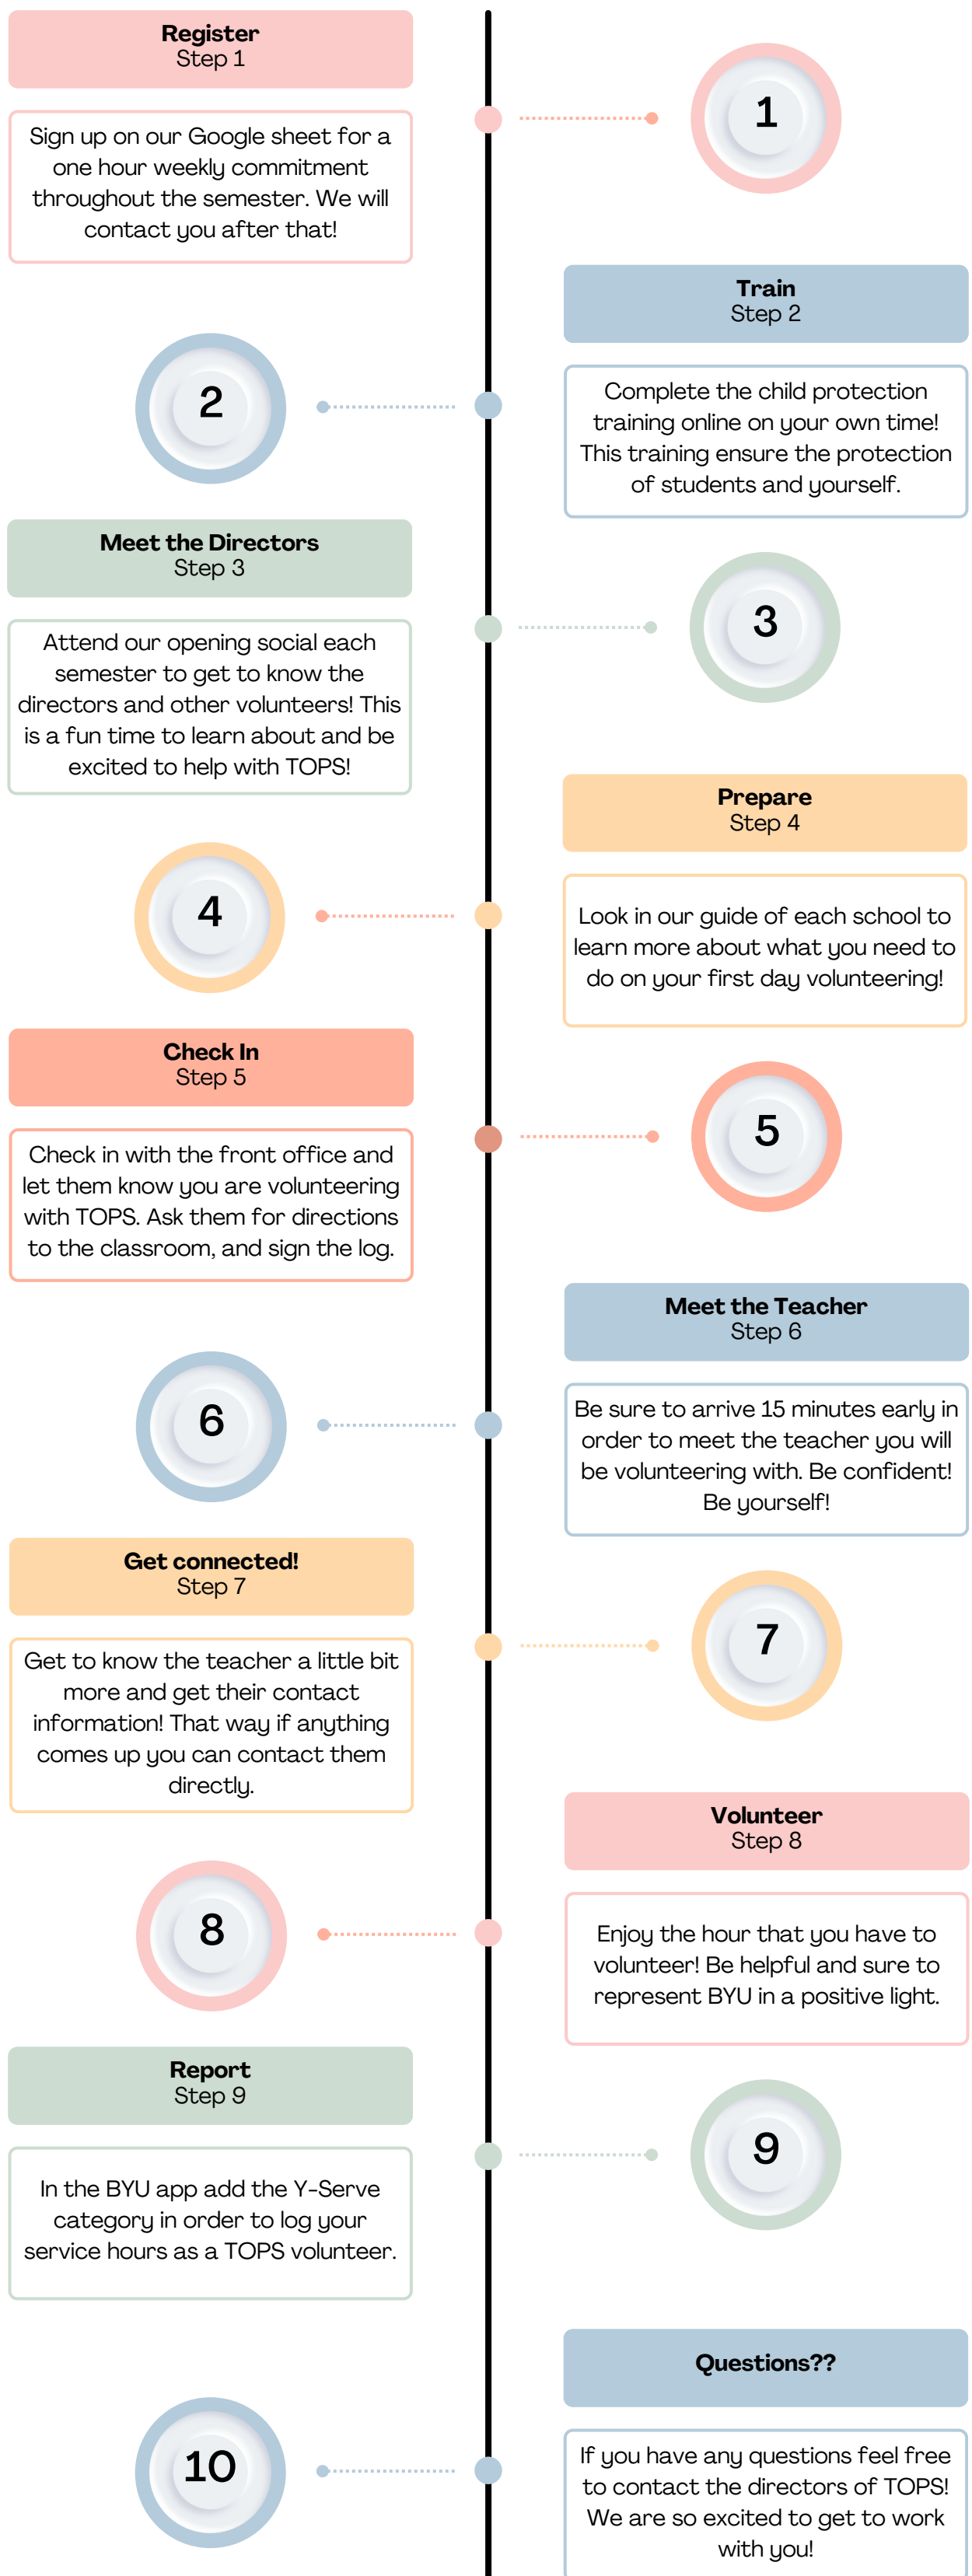 Register
Step 1
1
Sign up on our Google sheet for a
one hour weekly commitment
throughout the semester. We will
contact you after that!
Train
Step 2
2
Complete the child protection
training online on your own time!
This training ensure the protection
of students and yourself.
Meet the Directors
Step 3
3
Attend our opening social each
semester to get to know the
directors and other volunteers! This
is a fun time to learn about and be
excited to help with TOPS!
Prepare
Step 4
4
Look in our guide of each school to
learn more about what you need to
do on your first day volunteering!
Check In
Step 5
5
Check in with the front office and
let them know you are volunteering
with TOPS. Ask them for directions
to the classroom, and sign the log.
Meet the Teacher
Step 6
6
Be sure to arrive 15 minutes early in
order to meet the teacher you will
be volunteering with. Be confident!
Be yourself!
Get connected!
Step 7
7
Get to know the teacher a little bit
more and get their contact
information! That way if anything
comes up you can contact them
directly.
Volunteer
Step 8
8
Enjoy the hour that you have to
volunteer! Be helpful and sure to
represent BYU in a positive light.
Report
Step 9
9
In the BYU app add the Y-Serve
category in order to log your
service hours as a TOPS volunteer.
Questions??
10
If you have any questions feel free
to contact the directors of TOPS!
We are so excited to get to work
with you!